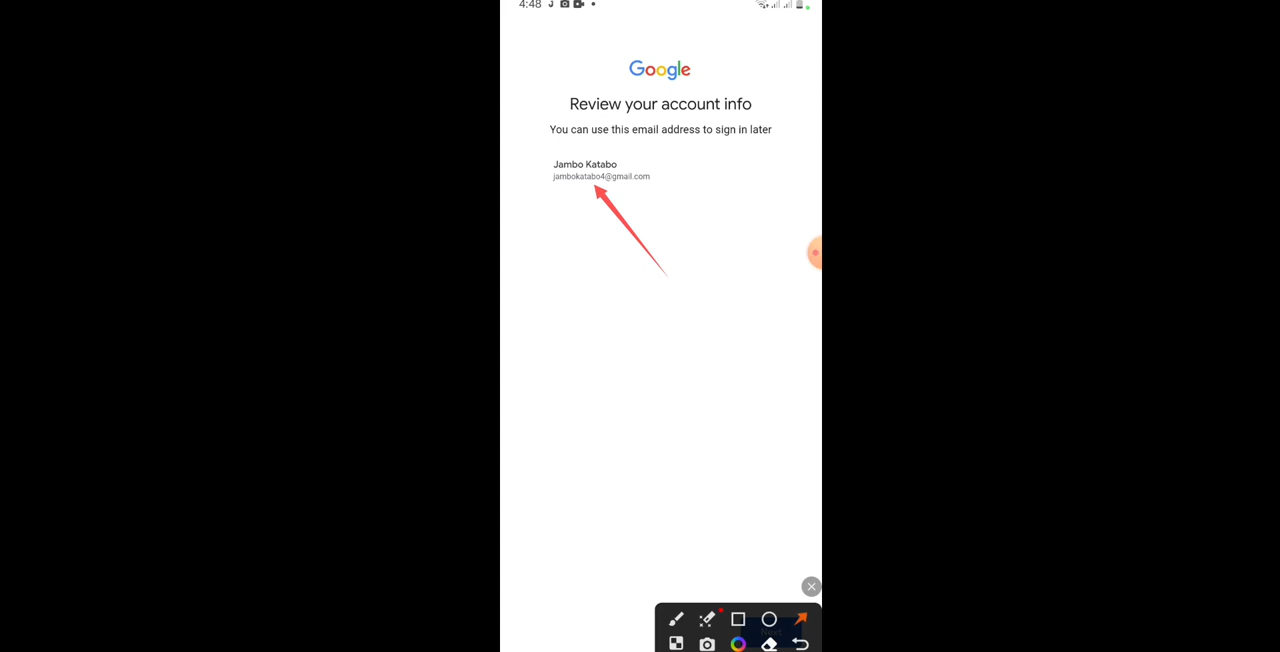 4:48
Google
Review your account info
You can use this email address to sign in later
Jambo Katabo
jambokatabo4@gmail.com
Next